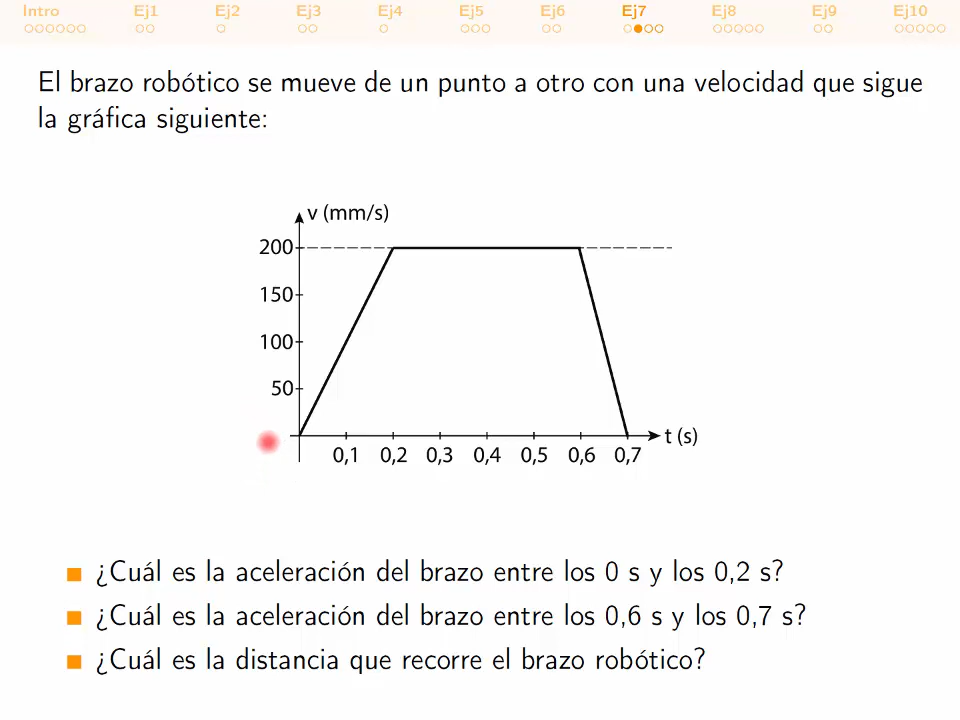 Intro Ej1 Ej2 Ej3 Ej4 Ej5 Ej6 Ej7 Ej8 Ej9 Ej10
El brazo robótico se mueve de un punto a otro con una velocidad que sigue
la gráfica siguiente:
v (mm/s)
200
150
100
50
t (s)
0,1 0,2 0,3 0,4 0,5 0,6 0,7
¿Cuál es la aceleración del brazo entre los 0 s y los 0,2 s?
¿Cuál es la aceleración del brazo entre los 0,6 s y los 0,7 s?
¿Cuál es la distancia que recorre el brazo robótico?